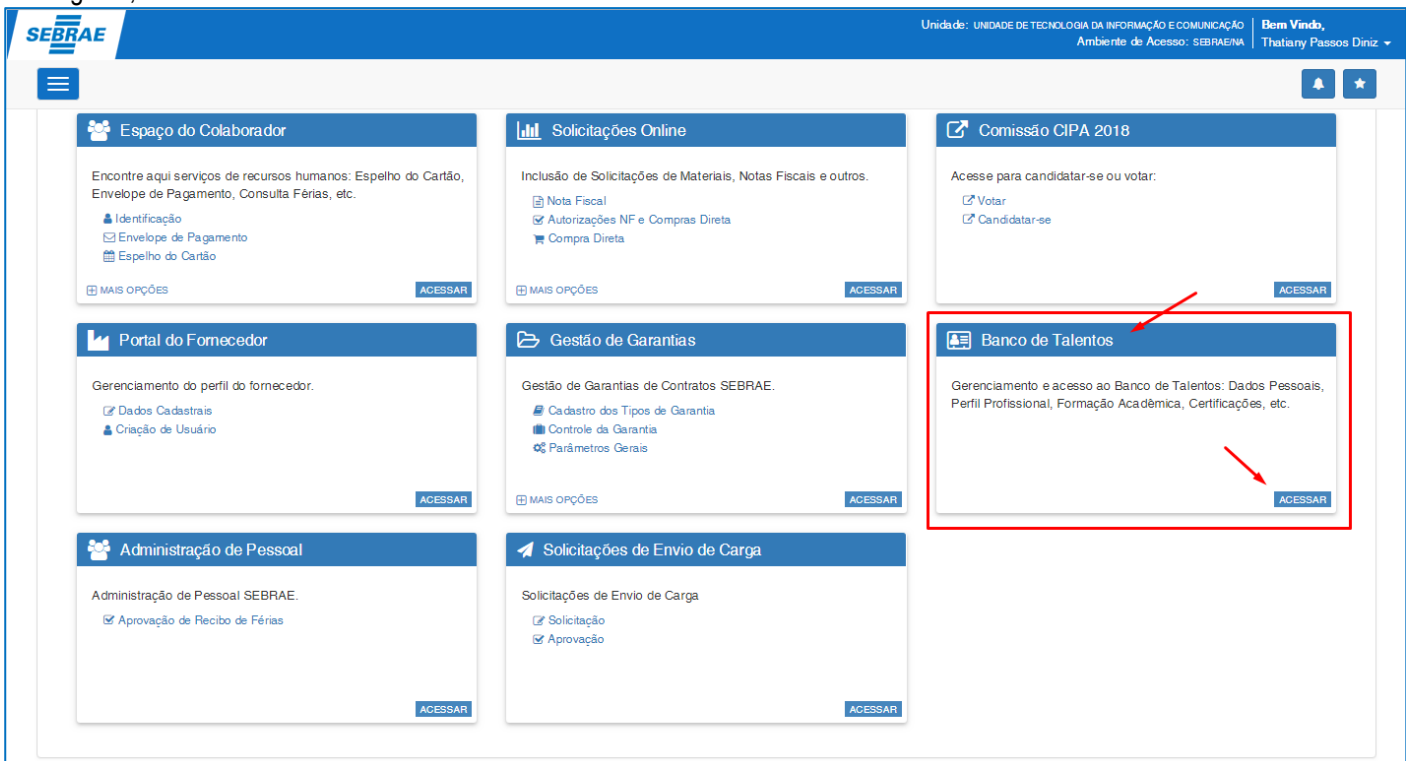 SEBRAE
Unidade: UNIDADE DE TECNOLOGIA DA INFORMAÇÃO E COMUNICAÇÃO
Ambiente de Acesso: SEBRAE/NA
Bem Vindo,
Thatiany Passos Diniz
Espaço do Colaborador
Encontre aqui serviços de recursos humanos: Espelho do Cartão,
Envelope de Pagamento, Consulta Férias, etc.
Identificação
Envelope de Pagamento
Espelho do Cartão
MAIS OPÇÕES
ACESSAR
Solicitações Online
Inclusão de Solicitações de Materiais, Notas Fiscais e outros.
Nota Fiscal
Autorizações NF e Compras Direta
Compra Direta
MAIS OPÇÕES
ACESSAR
Comissão CIPA 2018
Acesse para candidatar-se ou votar:
Votar
Candidatar-se
ACESSAR
Portal do Fornecedor
Gerenciamento do perfil do fornecedor.
Dados Cadastrais
Criação de Usuário
ACESSAR
Gestão de Garantias
Gestão de Garantias de Contratos SEBRAE.
Cadastro dos Tipos de Garantia
Controle da Garantia
Parâmetros Gerais
MAIS OPÇÕES
ACESSAR
Banco de Talentos
Gerenciamento e acesso ao Banco de Talentos: Dados Pessoais,
Perfil Profissional, Formação Acadêmica, Certificações, etc.
ACESSAR
Administração de Pessoal
Administração de Pessoal SEBRAE.
Aprovação de Recibo de Férias
ACESSAR
Solicitações de Envio de Carga
Solicitações de Envio de Carga
Solicitação
Aprovação
ACESSAR